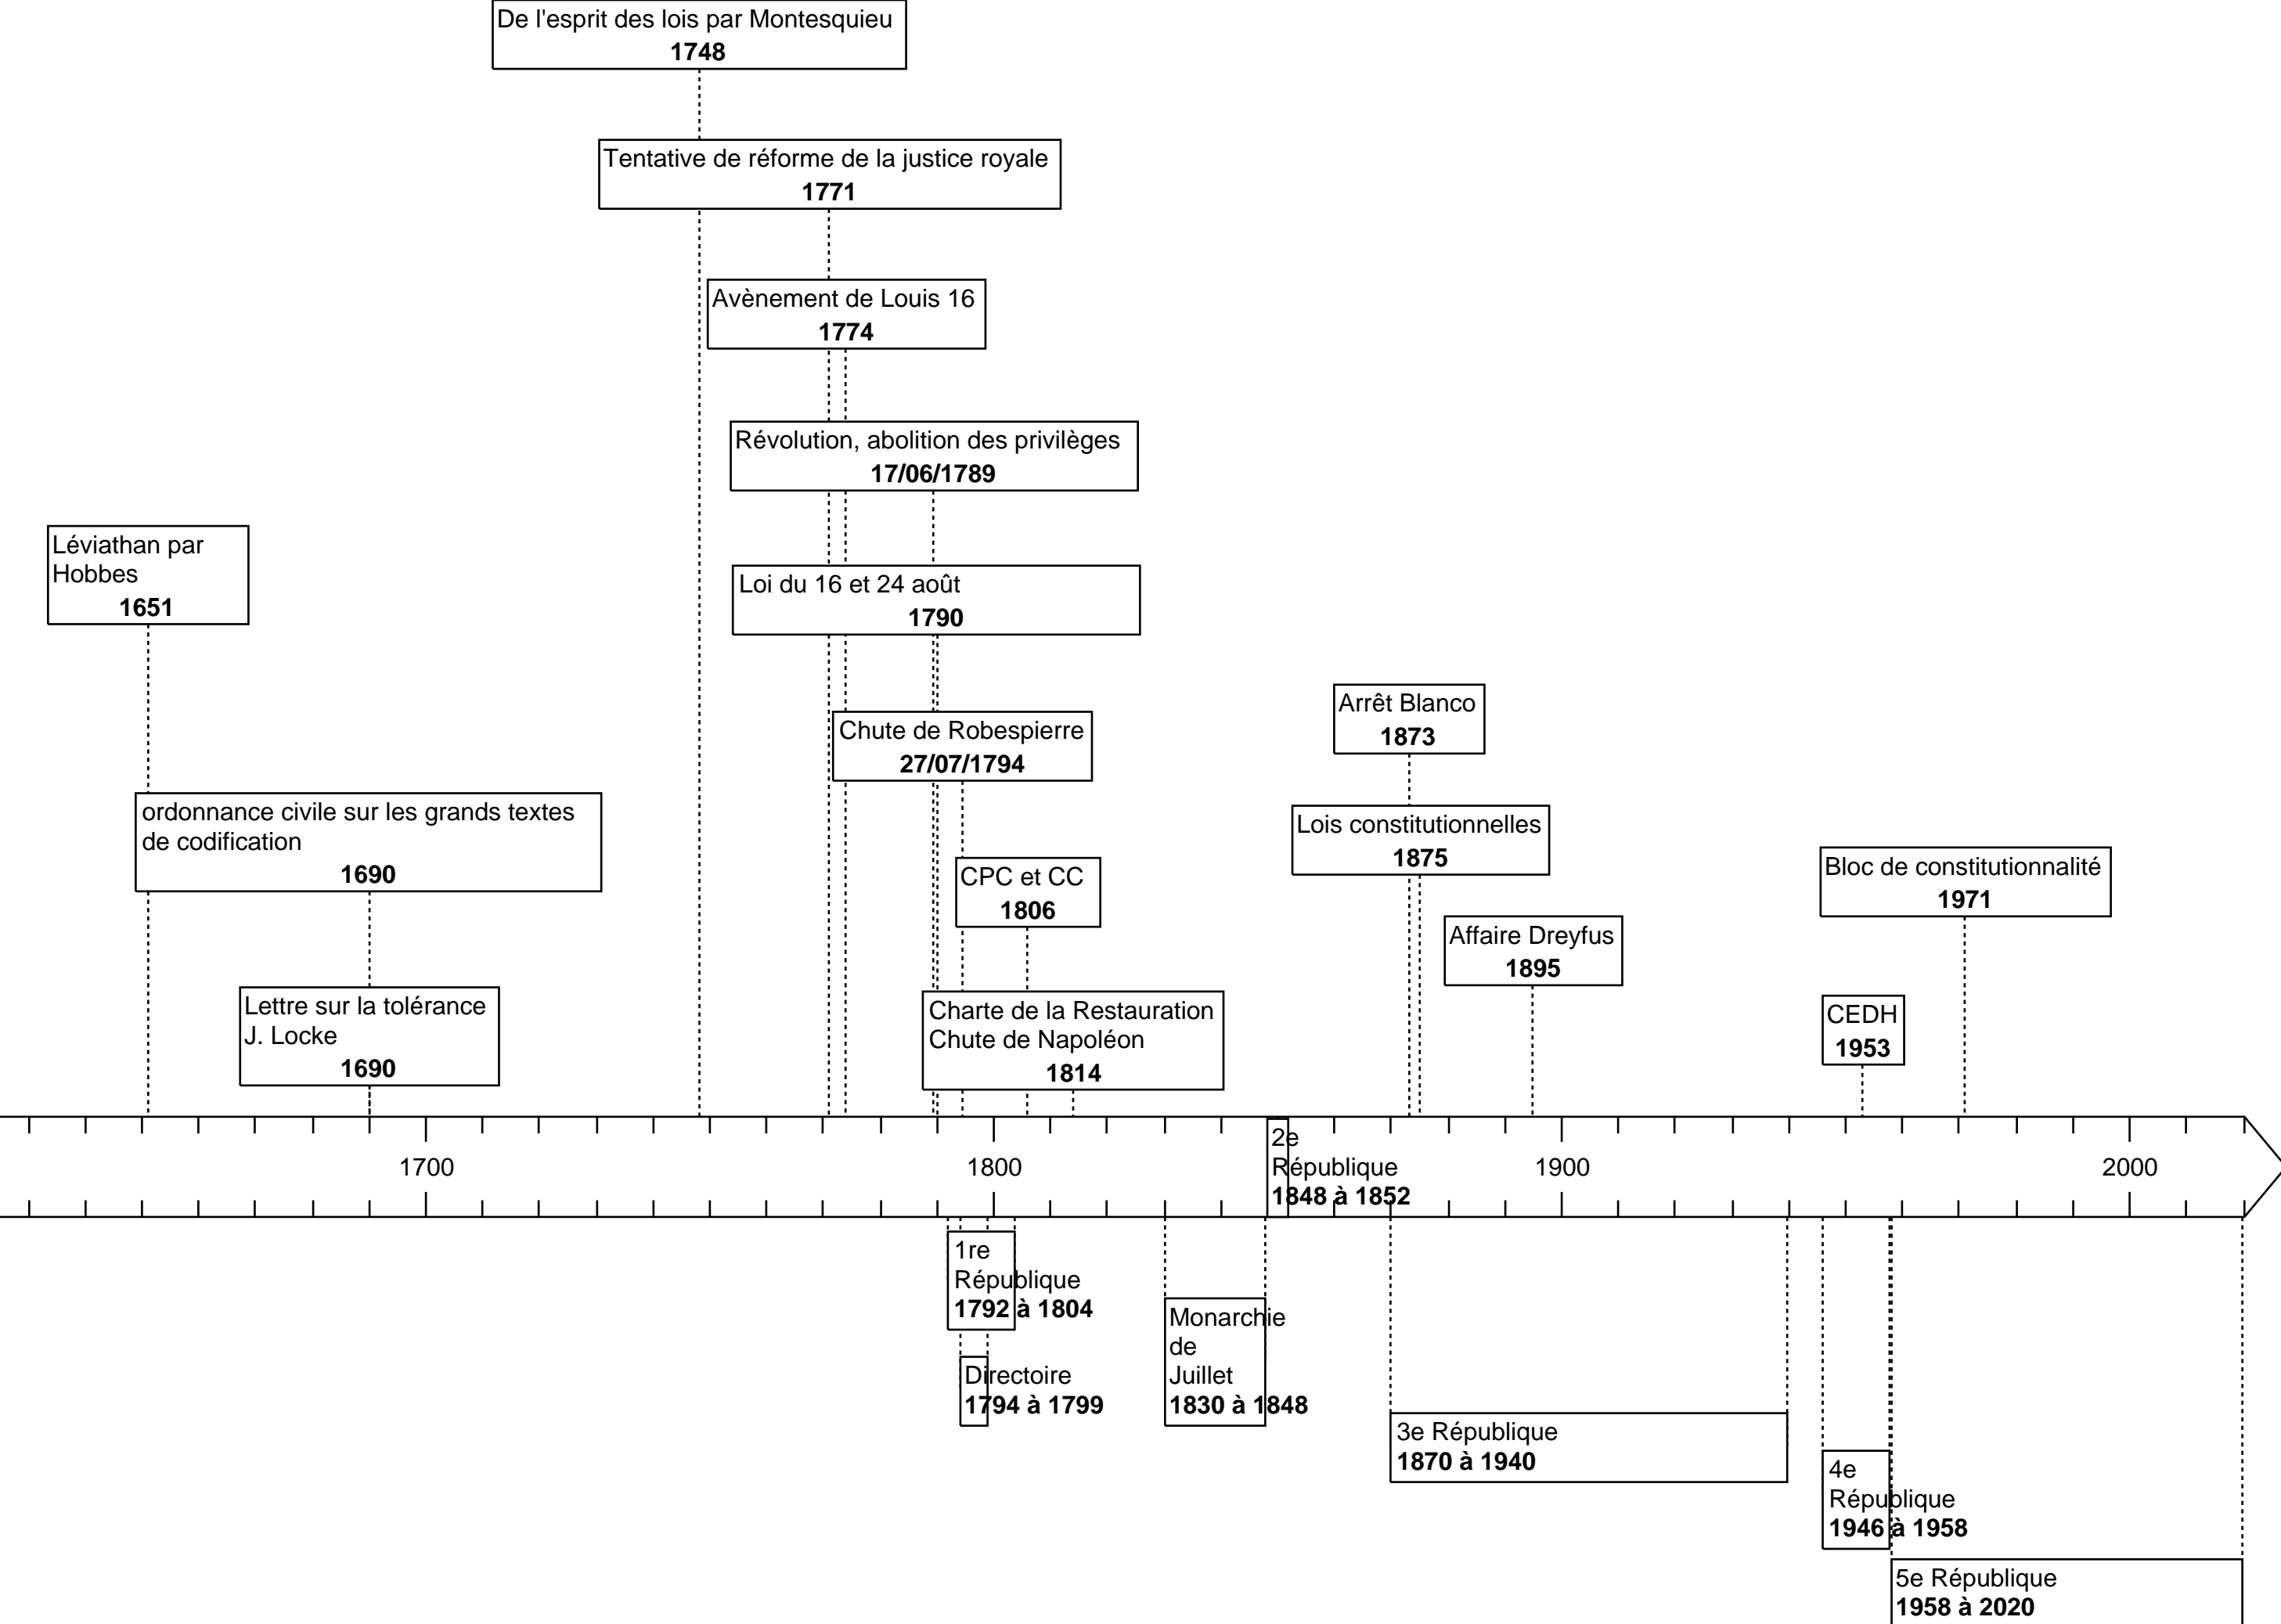 De l'esprit des lois par Montesquieu
1748
Tentative de réforme de la justice royale
1771
Avènement de Louis 16
1774
Révolution, abolition des privilèges
17/06/1789
Léviathan par
Hobbes
1651
Loi du 16 et 24 août
1790
Arrêt Blanco
1873
Chute de Robespierre
27/07/1794
ordonnance civile sur les grands textes
de codification
1690
Lois constitutionnelles
1875
Bloc de constitutionnalité
1971
CPC et CC
1806
Affaire Dreyfus
1895
Lettre sur la tolérance
J. Locke
1690
Charte de la Restauration
Chute de Napoléon
1814
CEDH
1953
1700
1800
2e
République
1848 à 1852
1900
2000
1re
République
1792 à 1804
Directoire
1794 à 1799
Monarchie
de
Juillet
1830 à 1848
3e République
1870 à 1940
4e
République
1946 à 1958
5e République
1958 à 2020